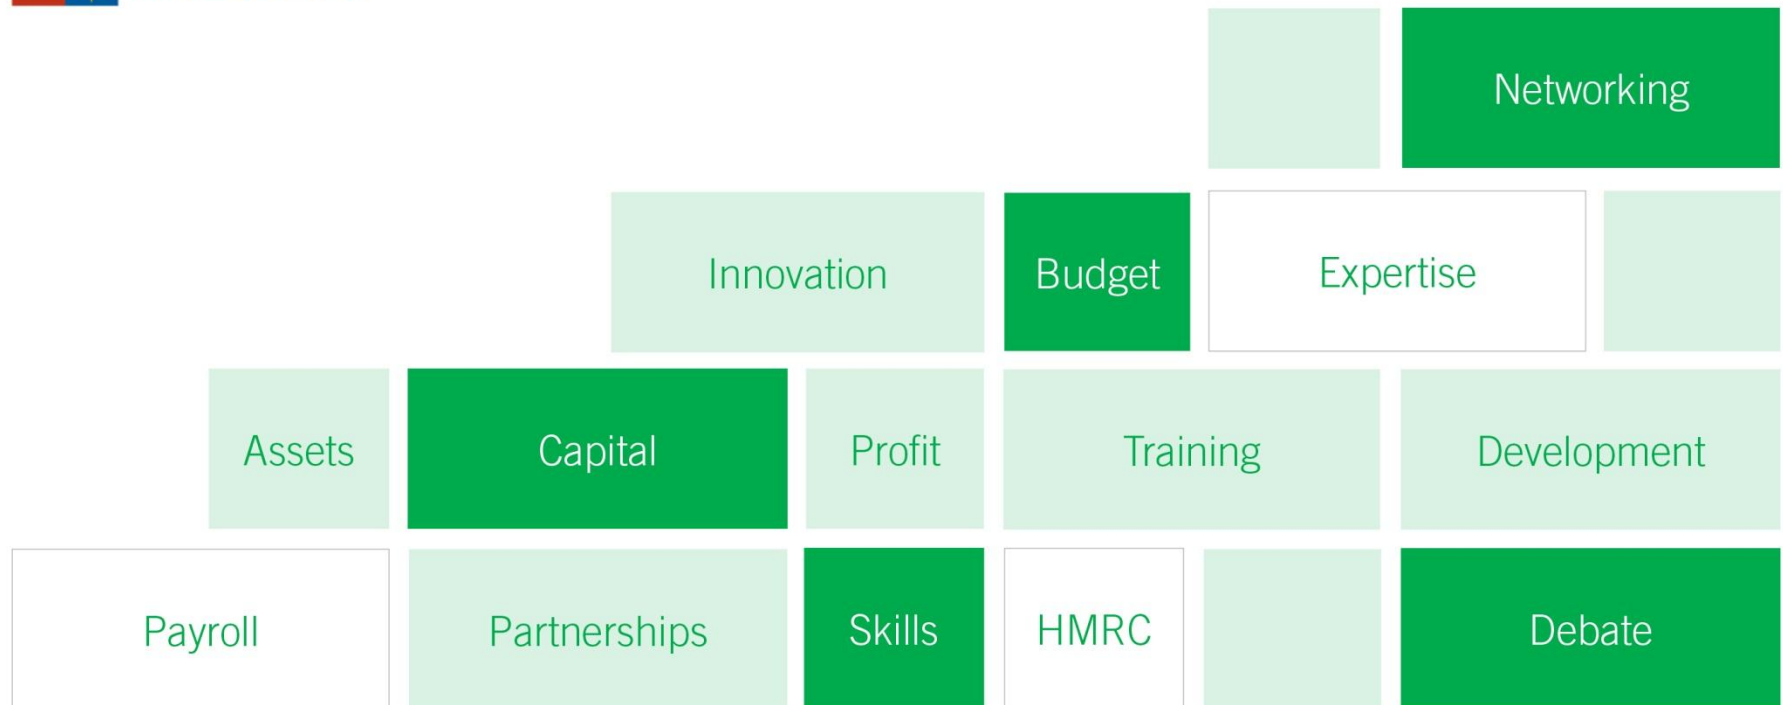 Networking
Innovation Budget Expertise
Assets Capital Profit Training Development
Payroll Partnerships Skills HMRC Debate